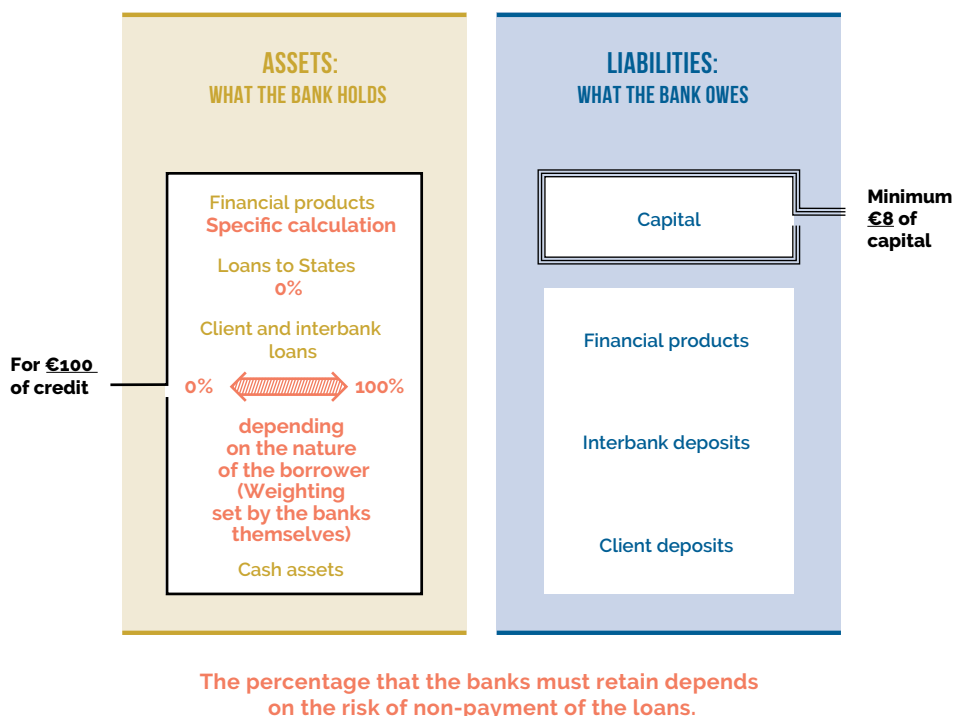 ASSETS:
WHAT THE BANK HOLDS
For €100
of credit
Financial products
Specific calculation
Loans to States
0%
Client and interbank
loans
0% 100%
depending
on the nature
of the borrower
(Weighting
set by the banks
themselves)
Cash assets
LIABILITIES:
WHAT THE BANK OWES
Capital
Minimum
€8 of
capital
Financial products
Interbank deposits
Client deposits
The percentage that the banks must retain depends
on the risk of non-payment of the loans.